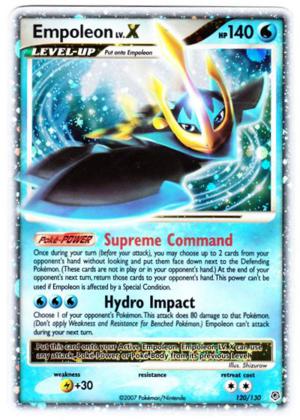 Empoleon LV.X HP 140
LEVEL-UP Put onto Empoleon
Poké-POWER Supreme Command
Once during your turn (before your attack), you may choose up to 2 cards from your
opponent's hand without looking and put them face down next to the Defending
Pokémon. (These cards are not in play or in your opponent's hand.) At the end of your
opponent's next turn, return those cards to your opponent's hand. This power can't be
used if Empoleon is affected by a Special Condition.
Hydro Impact
Choose 1 of your opponent's Pokémon. This attack does 80 damage to that Pokémon.
(Don't apply Weakness and Resistance for Benched Pokémon.) Empoleon can't attack
during your next turn.
Illus. Shizurow
Put this card onto your Active Empoleon. Empoleon LV.X can use
any attack, Poké-Power, or Poké-Body from its previous Level.
weakness resistance retreat cost
+30
©2007 Pokémon/Nintendo 120/130